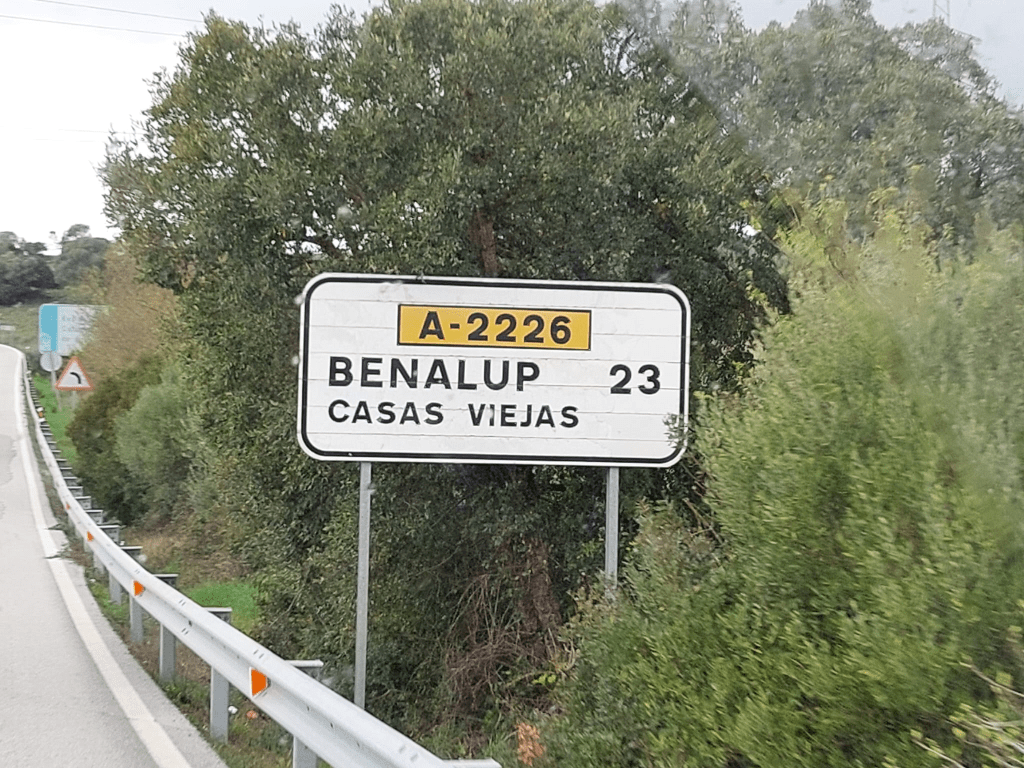 A-2226
BENALUP 23
CASAS VIEJAS